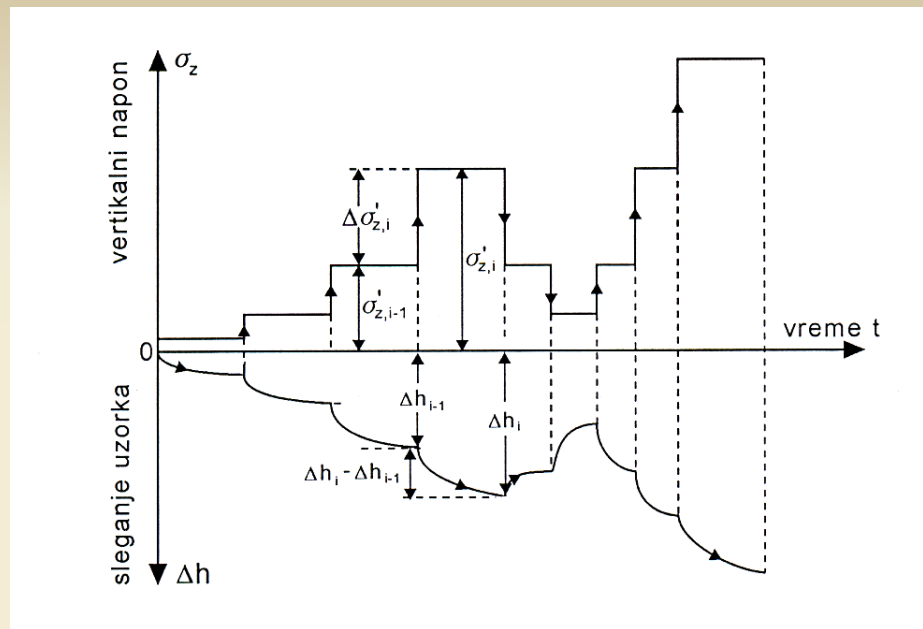 σz
vertikalni napon
Δσ'z,i
σ'z,i
σ'z,i-1
vreme t
0
Δhi-1
Δhi
Δhi - Δhi-1
sleganje uzorka
Δh